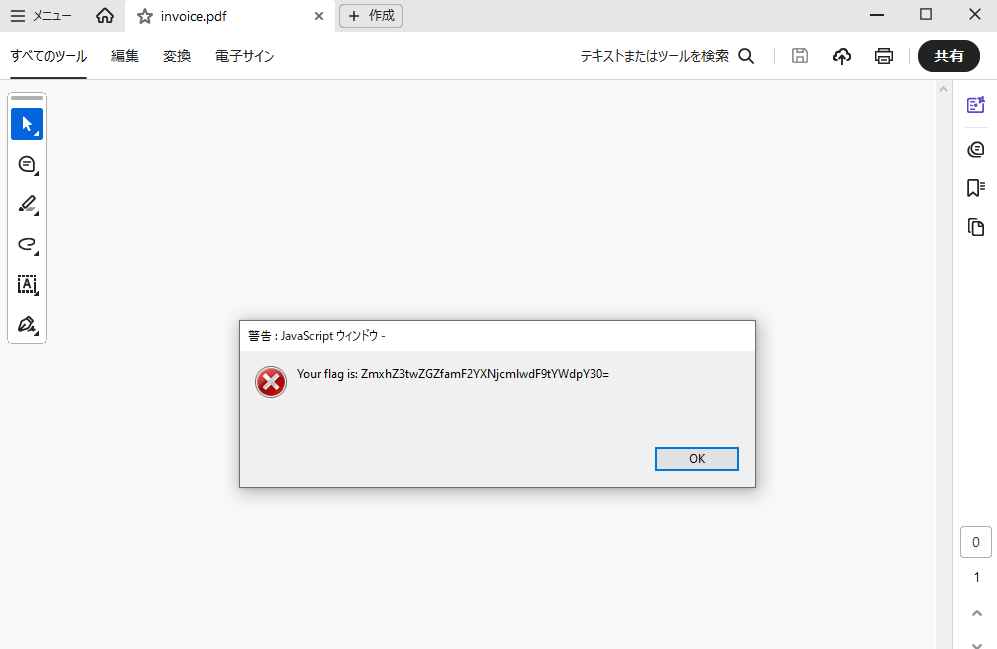 メニュー
invoice.pdf
作成
すべてのツール
編集
変換
電子サイン
テキストまたはツールを検索
共有
警告 : JavaScript ウィンドウ -
Your flag is: ZmxhZ3twZGZfamF2YXNjcmlwdF9tYWdpY30=
OK
0
1